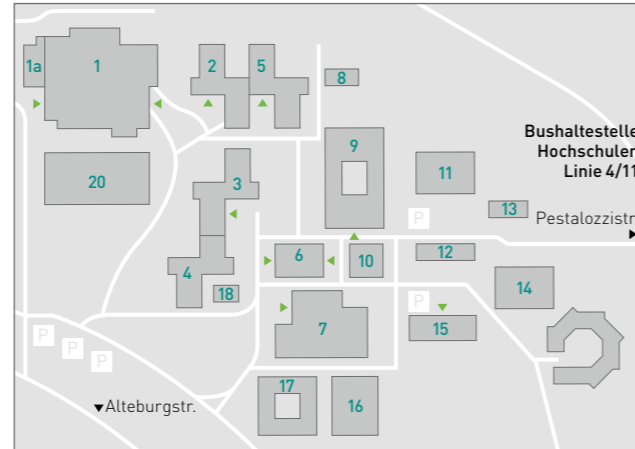 1a
1
2
5
8
9
Bushaltestelle
Hochschulen
Linie 4/11
11
20
3
13
P
Pestalozzistr.
6
10
12
4
18
14
P
7
15
P
P
P
17
16
Alteburgstr.